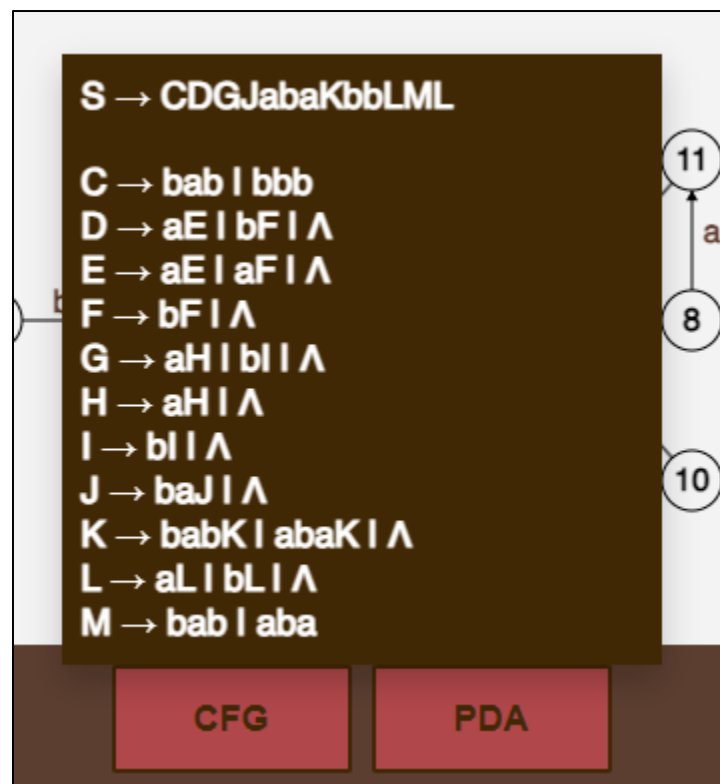 S → CDGJabaKbbLML
C → bab | bbb
D → aE | bF | Λ
E → aE | aF | Λ
F → bF | Λ
G → aH | bI | Λ
H → aH | Λ
I → bI | Λ
J → baJ | Λ
K → babK | abaK | Λ
L → aL | bL | Λ
M → bab | aba
11
a
8
10
CFG PDA